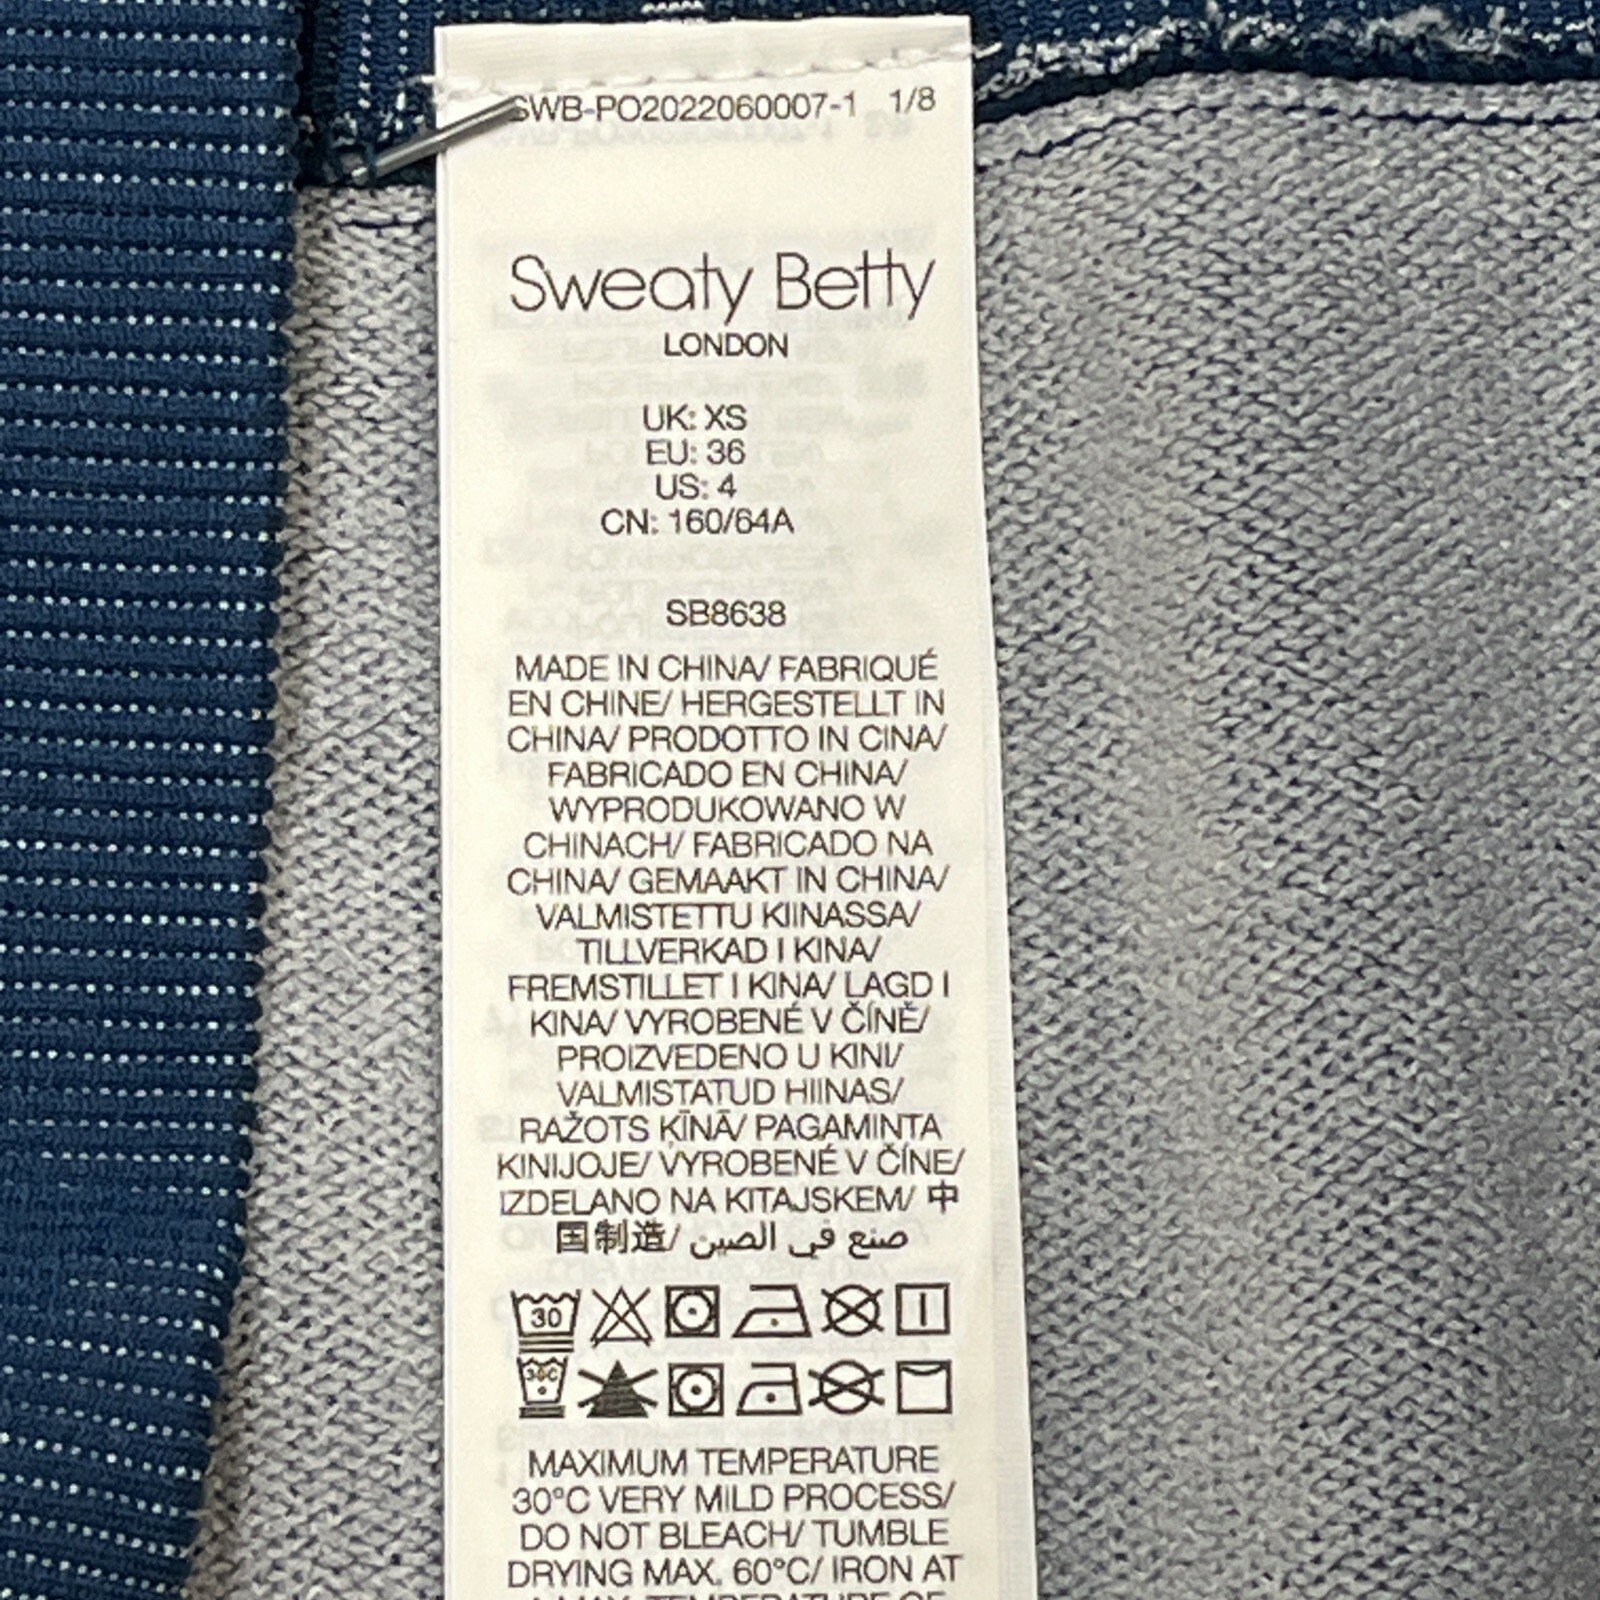 SWB-PO2022060007-1 1/8
Sweaty Betty
LONDON
UK: XS
EU: 36
US: 4
CN: 160/64A
SB8638
MADE IN CHINA/ FABRIQUÉ
EN CHINE/ HERGESTELLT IN
CHINA/ PRODOTTO IN CINA/
FABRICADO EN CHINA/
WYPRODUKOWANO W
CHINACH/ FABRICADO NA
CHINA/ GEMAAKT IN CHINA/
VALMISTETTU KIINASSA/
TILLVERKAD I KINA/
FREMSTILLET I KINA/ LAGD I
KINA/ VYROBENÉ V ČÍNĚ/
PROIZVEDENO U KINI/
VALMISTATUD HIINAS/
RAŽOTS ĶĪNĀ/ PAGAMINTA
KINIJOJE/ VYROBENÉ V ČÍNE/
IZDELANO NA KITAJSKEM/ 中
国制造/ صنع في الصين
30
30C
MAXIMUM TEMPERATURE
30°C VERY MILD PROCESS/
DO NOT BLEACH/ TUMBLE
DRYING MAX. 60°C/ IRON AT
A MAX. TEMPERATURE OF